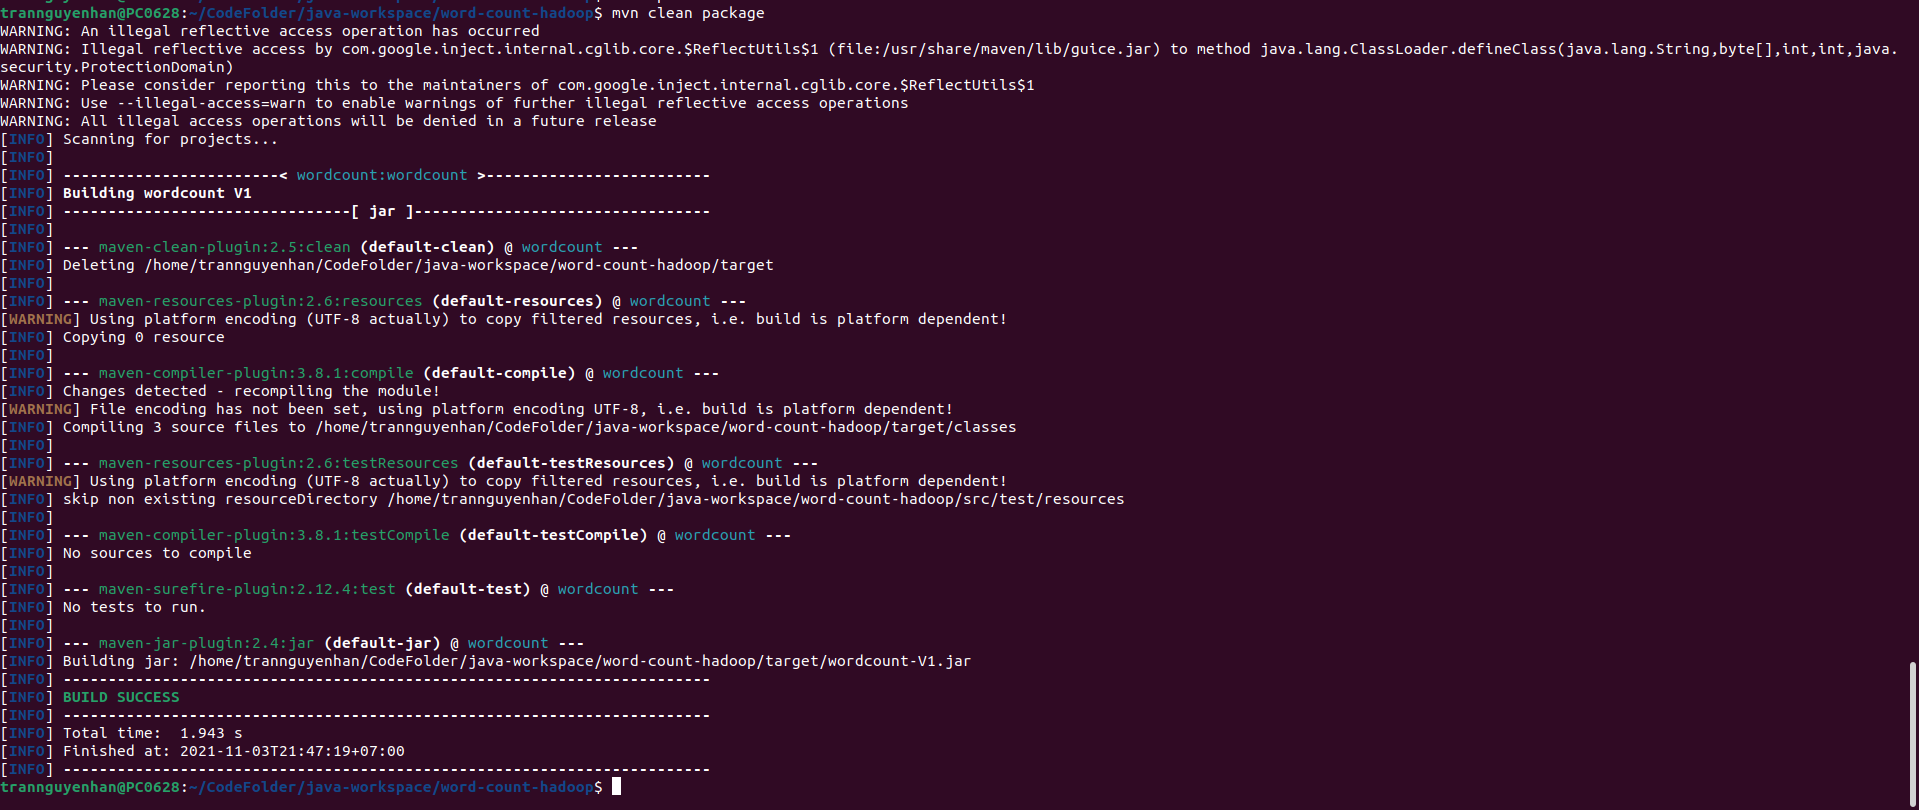 trannguyenhan@PC0628:~/CodeFolder/java-workspace/word-count-hadoop$ mvn clean package
WARNING: An illegal reflective access operation has occurred
WARNING: Illegal reflective access by com.google.inject.internal.cglib.core.$ReflectUtils$1 (file:/usr/share/maven/lib/guice.jar) to method java.lang.ClassLoader.defineClass(java.lang.String,byte[],int,int,java.
security.ProtectionDomain)
WARNING: Please consider reporting this to the maintainers of com.google.inject.internal.cglib.core.$ReflectUtils$1
WARNING: Use --illegal-access=warn to enable warnings of further illegal reflective access operations
WARNING: All illegal access operations will be denied in a future release
[INFO] Scanning for projects...
[INFO]
[INFO] ------------------------< wordcount:wordcount >-------------------------
[INFO] Building wordcount V1
[INFO] --------------------------------[ jar ]---------------------------------
[INFO]
[INFO] --- maven-clean-plugin:2.5:clean (default-clean) @ wordcount ---
[INFO] Deleting /home/trannguyenhan/CodeFolder/java-workspace/word-count-hadoop/target
[INFO]
[INFO] --- maven-resources-plugin:2.6:resources (default-resources) @ wordcount ---
[WARNING] Using platform encoding (UTF-8 actually) to copy filtered resources, i.e. build is platform dependent!
[INFO] Copying 0 resource
[INFO]
[INFO] --- maven-compiler-plugin:3.8.1:compile (default-compile) @ wordcount ---
[INFO] Changes detected - recompiling the module!
[WARNING] File encoding has not been set, using platform encoding UTF-8, i.e. build is platform dependent!
[INFO] Compiling 3 source files to /home/trannguyenhan/CodeFolder/java-workspace/word-count-hadoop/target/classes
[INFO]
[INFO] --- maven-resources-plugin:2.6:testResources (default-testResources) @ wordcount ---
[WARNING] Using platform encoding (UTF-8 actually) to copy filtered resources, i.e. build is platform dependent!
[INFO] skip non existing resourceDirectory /home/trannguyenhan/CodeFolder/java-workspace/word-count-hadoop/src/test/resources
[INFO]
[INFO] --- maven-compiler-plugin:3.8.1:testCompile (default-testCompile) @ wordcount ---
[INFO] No sources to compile
[INFO]
[INFO] --- maven-surefire-plugin:2.12.4:test (default-test) @ wordcount ---
[INFO] No tests to run.
[INFO]
[INFO] --- maven-jar-plugin:2.4:jar (default-jar) @ wordcount ---
[INFO] Building jar: /home/trannguyenhan/CodeFolder/java-workspace/word-count-hadoop/target/wordcount-V1.jar
[INFO] ------------------------------------------------------------------------
[INFO] BUILD SUCCESS
[INFO] ------------------------------------------------------------------------
[INFO] Total time:  1.943 s
[INFO] Finished at: 2021-11-03T21:47:19+07:00
[INFO] ------------------------------------------------------------------------
trannguyenhan@PC0628:~/CodeFolder/java-workspace/word-count-hadoop$